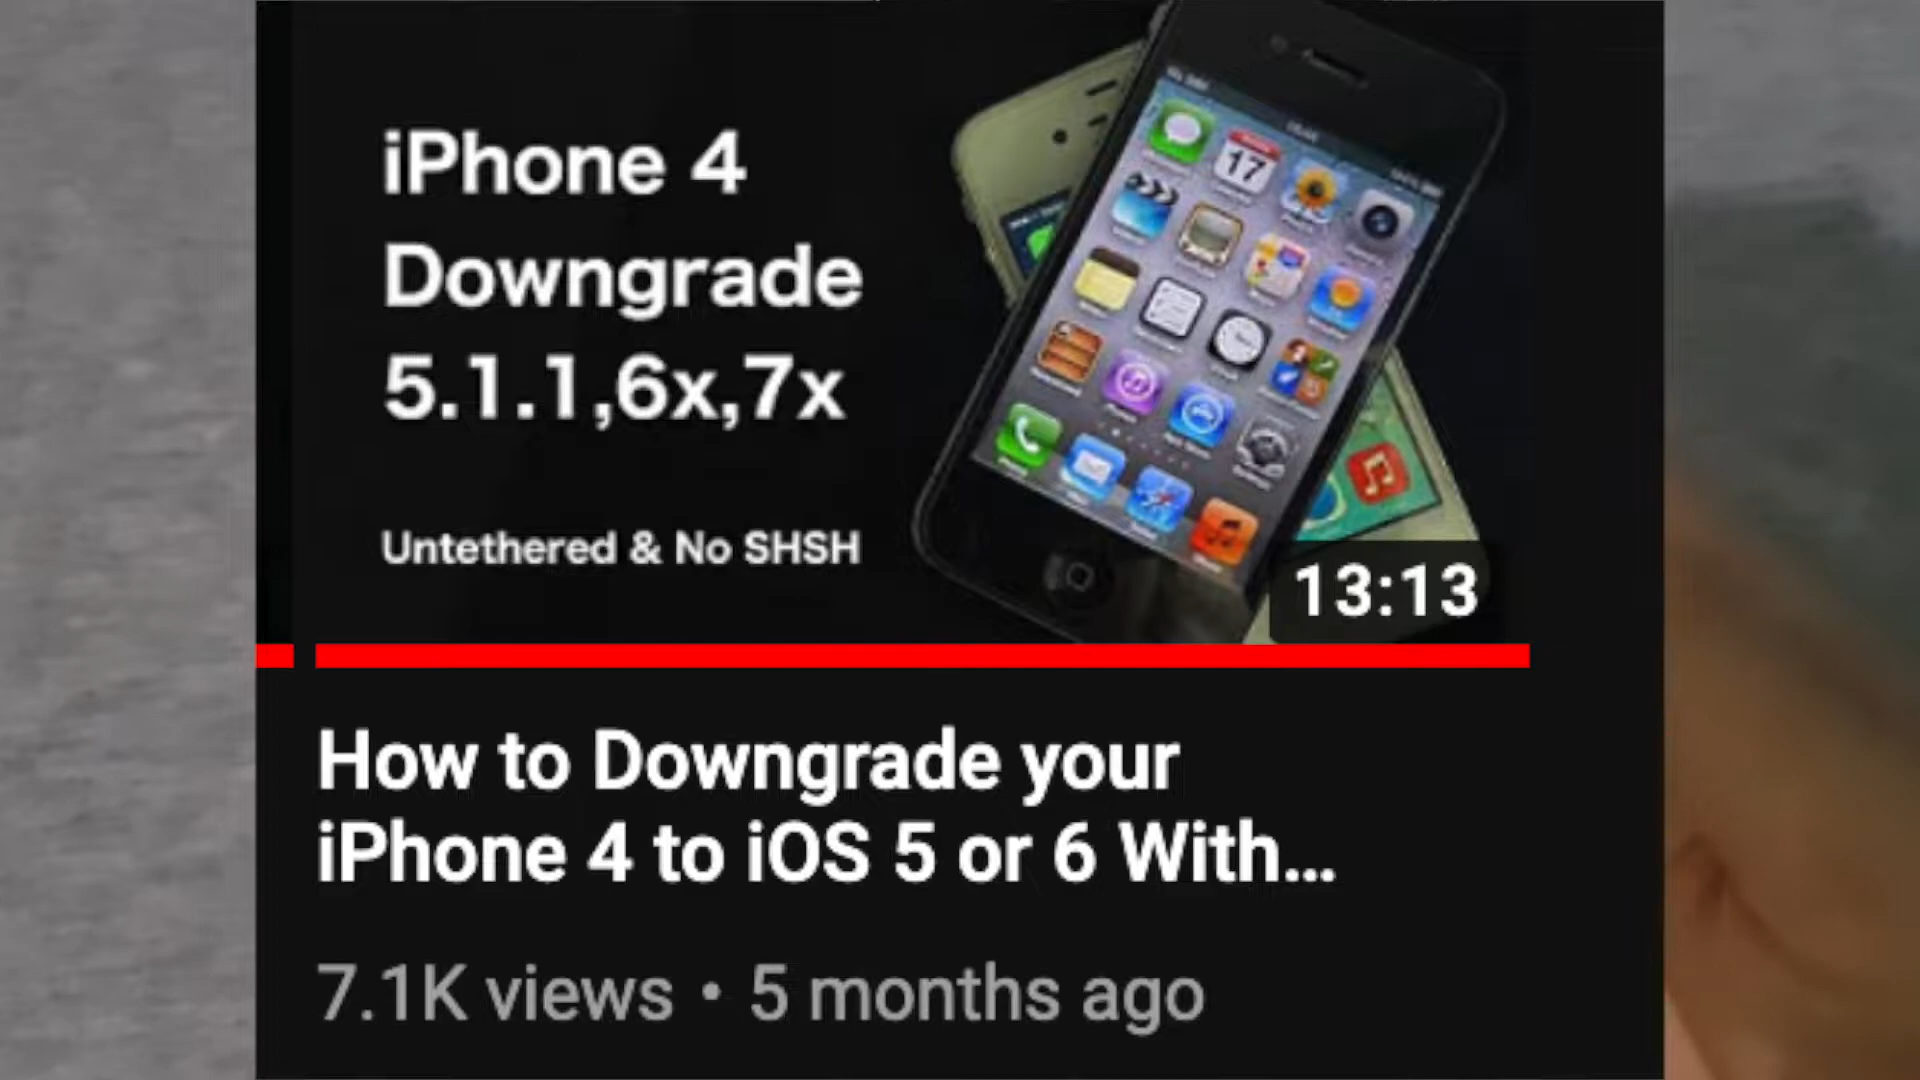 iPhone 4
Downgrade
5.1.1,6x,7x
Untethered & No SHSH
17
13:13
How to Downgrade your
iPhone 4 to iOS 5 or 6 With...
7.1K views • 5 months ago